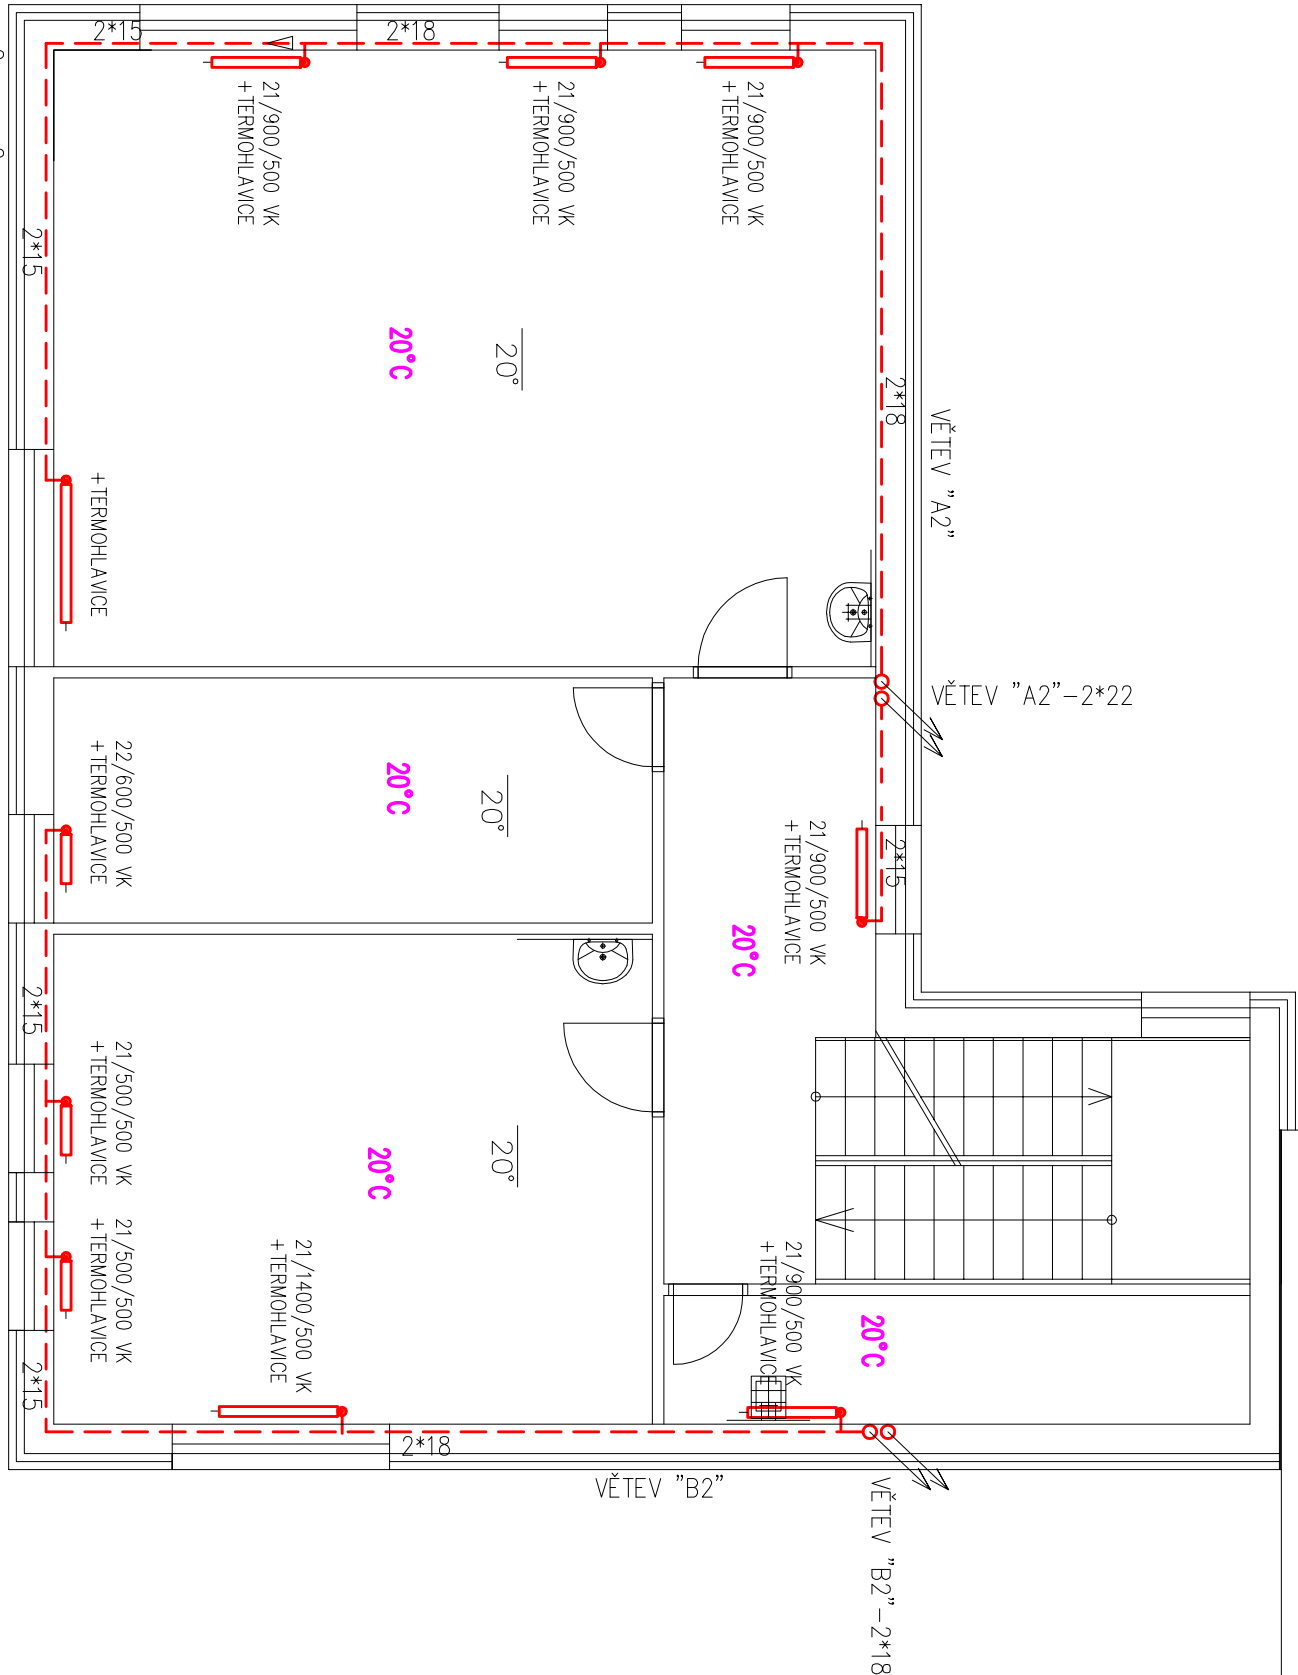 2*15
2*18
21/900/500 VK
+TERMOHLAVICE
21/900/500 VK
+TERMOHLAVICE
21/900/500 VK
+TERMOHLAVICE
2*15
20°C
20°
2*18
VĚTEV "A2"
+TERMOHLAVICE
VĚTEV "A2"-2*22
22/600/500 VK
+TERMOHLAVICE
20°C
20°
21/900/500 VK
+TERMOHLAVICE
2*15
20°C
2*15
21/500/500 VK
+TERMOHLAVICE
20°C
20°
21/500/500 VK
+TERMOHLAVICE
21/1400/500 VK
+TERMOHLAVICE
21/900/500 VK
+TERMOHLAVICE
20°C
2*15
2*18
VĚTEV "B2"
VĚTEV "B2"-2*18